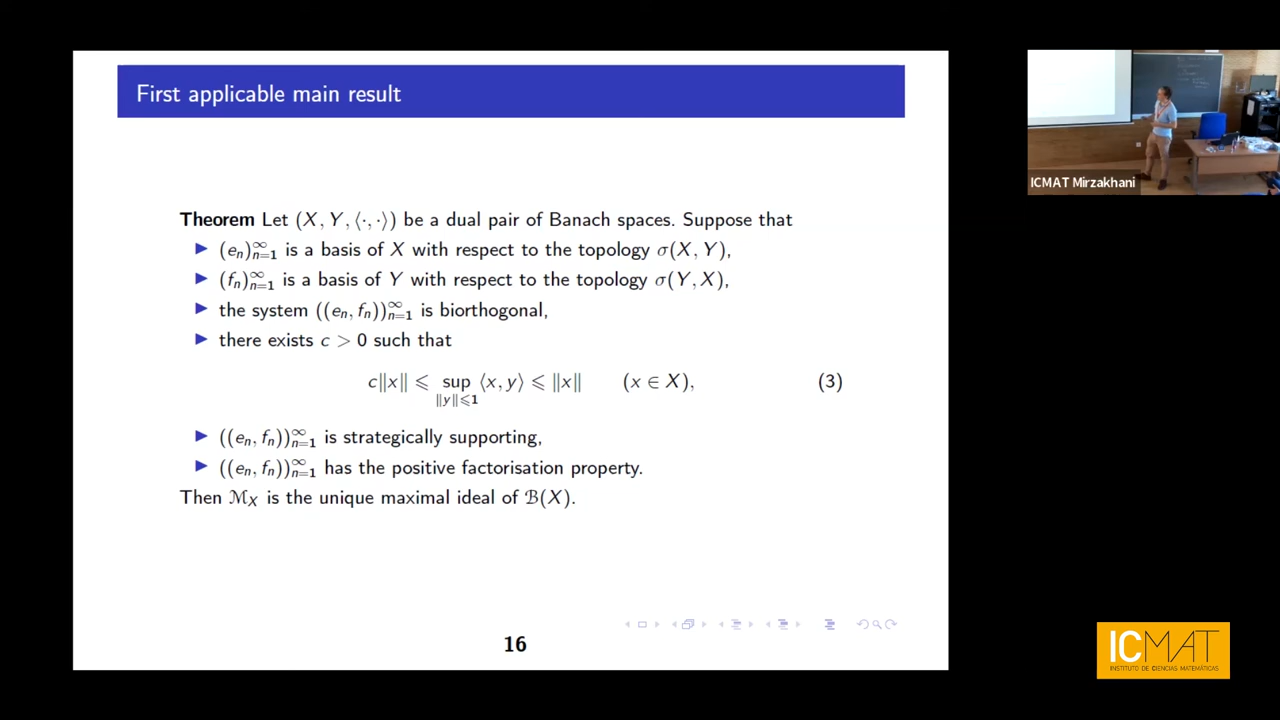 First applicable main result
Theorem Let (X, Y, ⟨·, ·⟩) be a dual pair of Banach spaces. Suppose that
▶ (eₙ)ₙ₌₁^∞ is a basis of X with respect to the topology σ(X, Y),
▶ (fₙ)ₙ₌₁^∞ is a basis of Y with respect to the topology σ(Y, X),
▶ the system ((eₙ, fₙ))ₙ₌₁^∞ is biorthogonal,
▶ there exists c > 0 such that
c‖x‖ ⩽ sup_{‖y‖⩽1} ⟨x, y⟩ ⩽ ‖x‖ (x ∈ X), (3)
▶ ((eₙ, fₙ))ₙ₌₁^∞ is strategically supporting,
▶ ((eₙ, fₙ))ₙ₌₁^∞ has the positive factorisation property.
Then ℳ_X is the unique maximal ideal of ℬ(X).
16
ICMAT Mirzakhani
ICMAT
INSTITUTO DE CIENCIAS MATEMÁTICAS